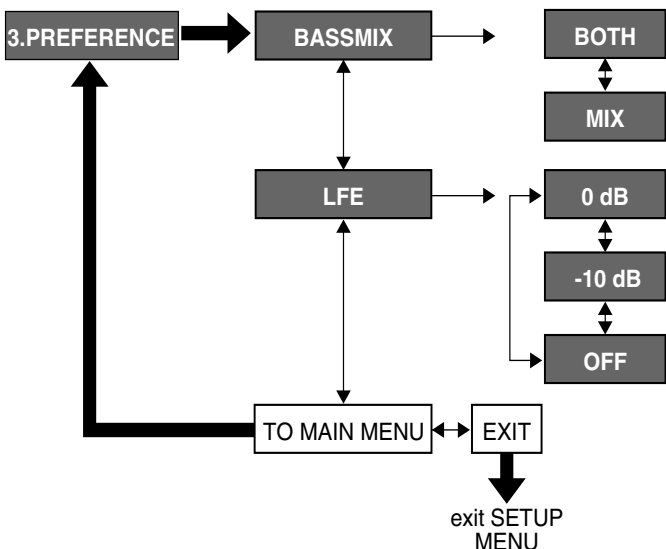 3.PREFERENCE
BASSMIX
BOTH
MIX
LFE
0 dB
-10 dB
OFF
TO MAIN MENU
EXIT
exit SETUP
MENU